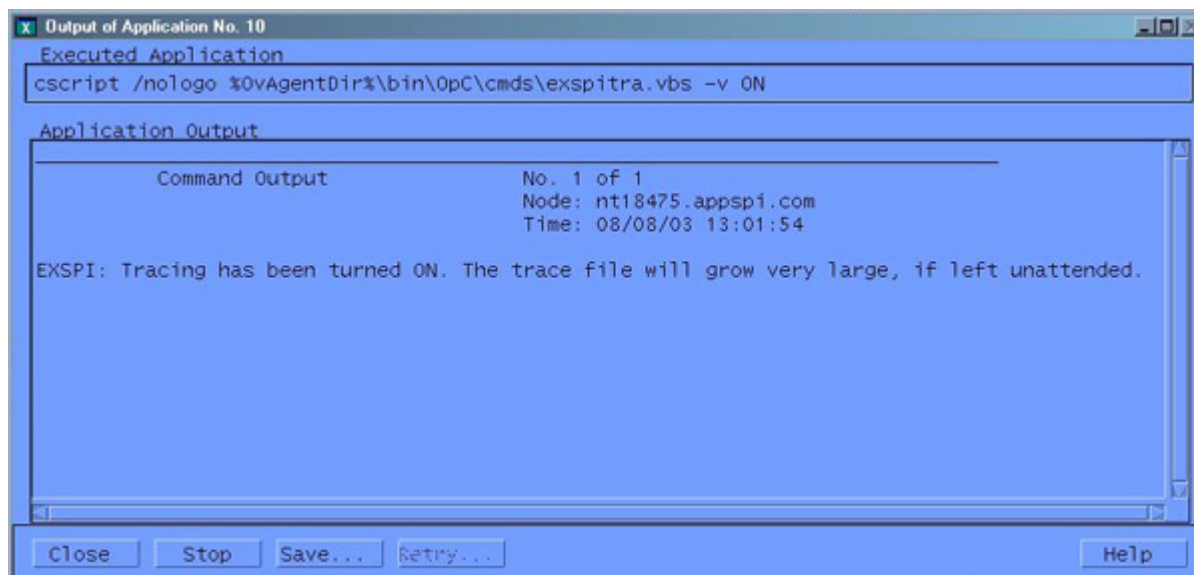 X Output of Application No. 10
Executed Application
cscript /nologo %OvAgentDir%\bin\OpC\cmds\exspitra.vbs -v ON
Application Output
Command Output No. 1 of 1
Node: nt18475.appspi.com
Time: 08/08/03 13:01:54
EXSPI: Tracing has been turned ON. The trace file will grow very large, if left unattended.
Close Stop Save... Retry... Help